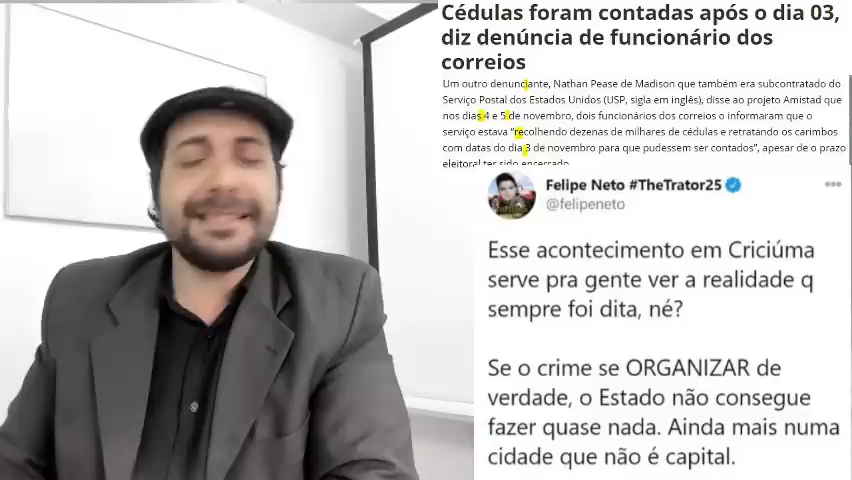 Cédulas foram contadas após o dia 03,
diz denúncia de funcionário dos
correios
Um outro denunciante, Nathan Pease de Madison que também era subcontratado do
Serviço Postal dos Estados Unidos (USP, sigla em inglês), disse ao projeto Amistad que
nos dias 4 e 5 de novembro, dois funcionários dos correios o informaram que o
serviço estava “recolhendo dezenas de milhares de cédulas e retratando os carimbos
com datas do dia 3 de novembro para que pudessem ser contados”, apesar de o prazo
eleitoral ter sido encerrado
Felipe Neto #TheTrator25
@felipeneto
Esse acontecimento em Criciúma
serve pra gente ver a realidade q
sempre foi dita, né?
Se o crime se ORGANIZAR de
verdade, o Estado não consegue
fazer quase nada. Ainda mais numa
cidade que não é capital.